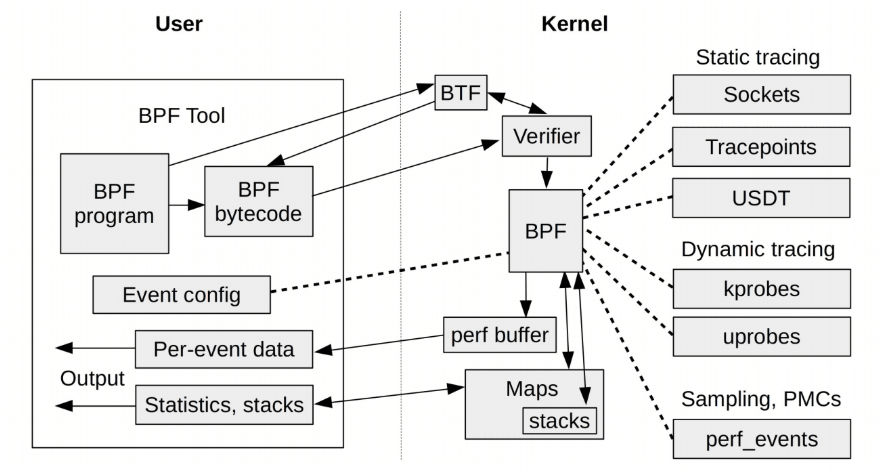 User
Kernel
BPF Tool
BPF
program
BPF
bytecode
Event config
Per-event data
Output
Statistics, stacks
BTF
Verifier
BPF
perf buffer
Maps
stacks
Static tracing
Sockets
Tracepoints
USDT
Dynamic tracing
kprobes
uprobes
Sampling, PMCs
perf_events